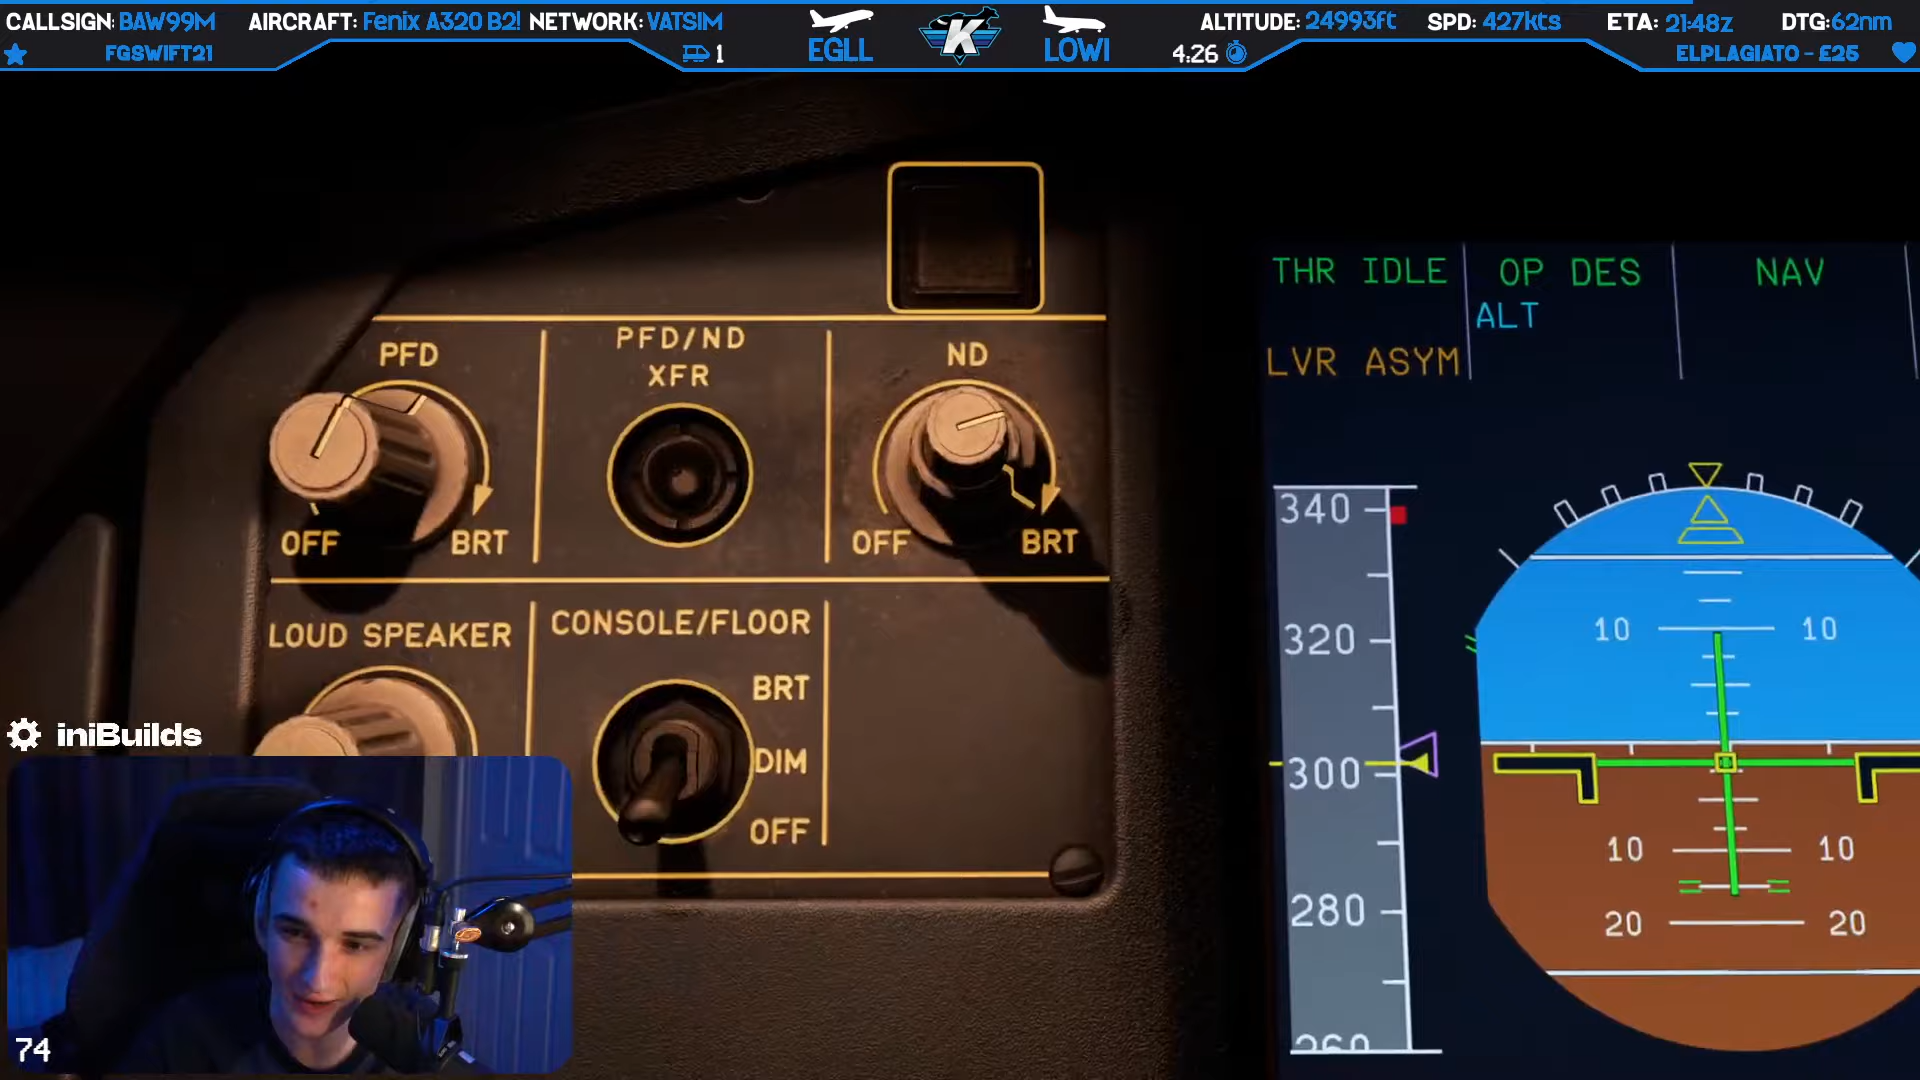 CALLSIGN: BAW99M AIRCRAFT: Fenix A320 B2! NETWORK: VATSIM ALTITUDE: 24993ft SPD: 427kts ETA: 21:48z DTG:62nm
FGSWIFT21 1 EGLL K LOWI 4:26 ELPLAGIATO - £25
THR IDLE OP DES NAV
ALT
LVR ASYM
PFD
PFD/ND
XFR
ND
OFF BRT
OFF BRT
LOUD SPEAKER
CONSOLE/FLOOR
BRT
DIM
OFF
340
320
300
280
260
10 10
10 10
20 20
iniBuilds
74